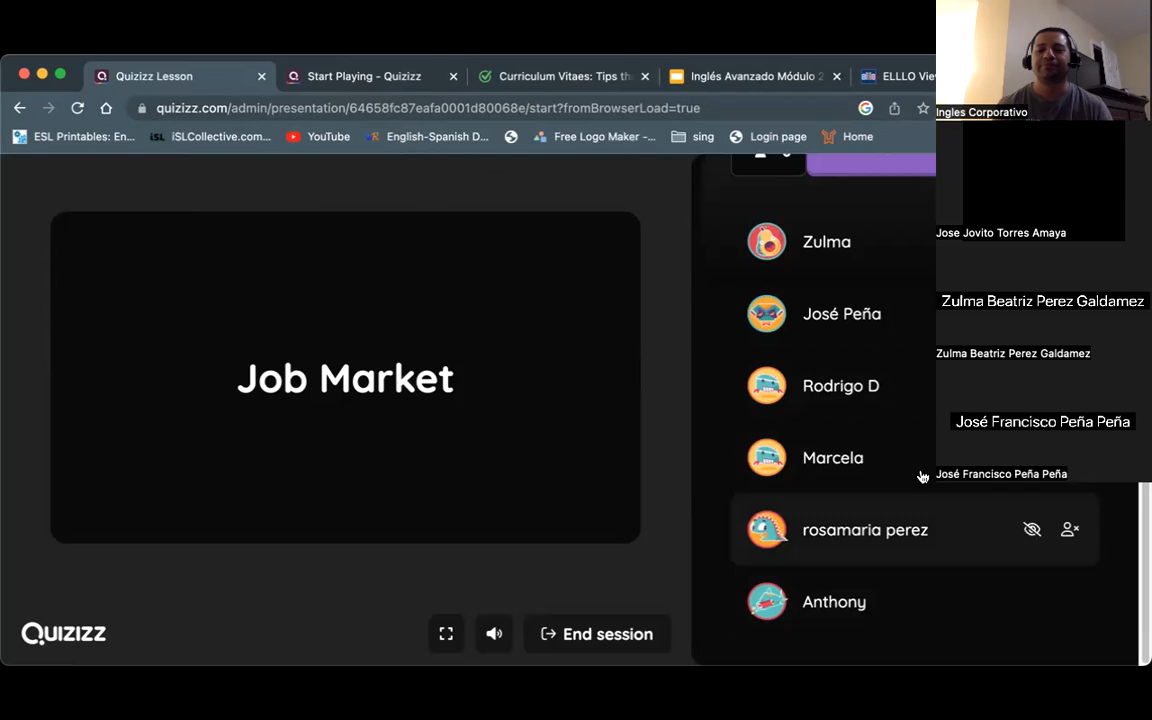 Quizizz Lesson
Start Playing - Quizizz
Curriculum Vitaes: Tips th
Inglés Avanzado Módulo 2
ELLLO Vie
quizizz.com/admin/presentation/64658fc87eafa0001d80068e/start?fromBrowserLoad=true
ESL Printables: En...
iSL
iSLCollective.com...
YouTube
English-Spanish D...
Free Logo Maker -...
sing
Login page
Home
Ingles Corporativo
Jose Jovito Torres Amaya
Zulma Beatriz Perez Galdamez
Zulma Beatriz Perez Galdamez
José Francisco Peña Peña
José Francisco Peña Peña
Job Market
Zulma
José Peña
Rodrigo D
Marcela
rosamaria perez
Anthony
Quizizz
End session